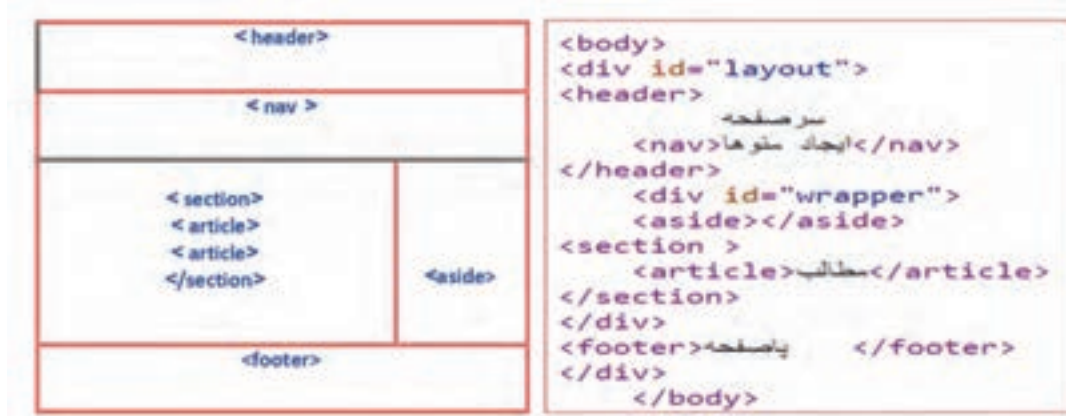 < header>
< nav >
< section>
< article>
< article>
</section>
<aside>
<footer>
<body>
<div id="layout">
<header>
سرصفحه
<nav>ایجاد منوها</nav>
</header>
<div id="wrapper">
<aside></aside>
<section >
<article>مطالب</article>
</section>
</div>
<footer>پاصفحه </footer>
</div>
</body>